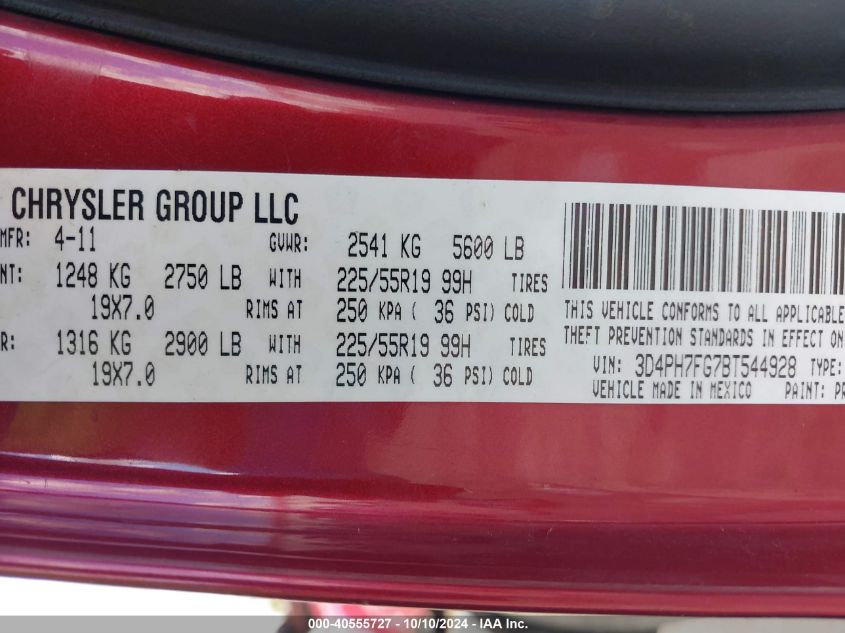 CHRYSLER GROUP LLC
MFR: 4-11 GVWR: 2541 KG 5600 LB
NT: 1248 KG 2750 LB WITH 225/55R19 99H TIRES
19X7.0 RIMS AT 250 KPA ( 36 PSI) COLD
R: 1316 KG 2900 LB WITH 225/55R19 99H TIRES
19X7.0 RIMS AT 250 KPA ( 36 PSI) COLD
THIS VEHICLE CONFORMS TO ALL APPLICABLE
THEFT PREVENTION STANDARDS IN EFFECT ON
VIN: 3D4PH7FG7BT544928 TYPE:
VEHICLE MADE IN MEXICO PAINT: PR
000-40555727 - 10/10/2024 - IAA Inc.